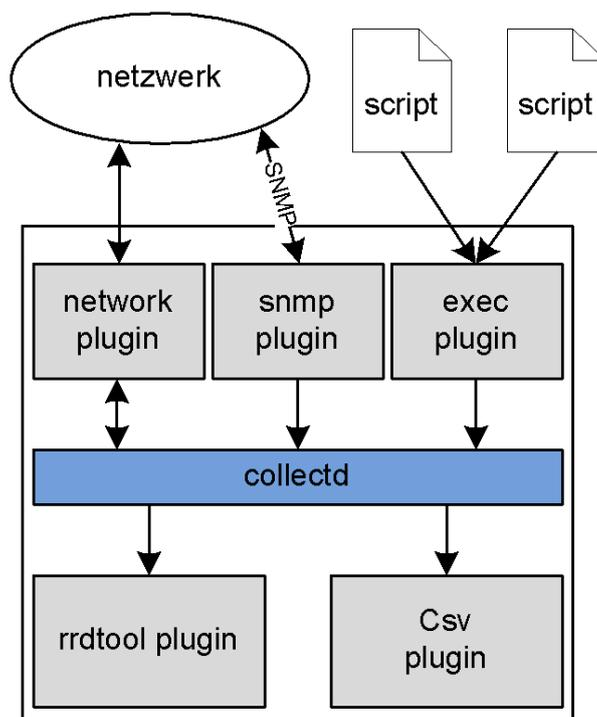 netzwerk
script
script
SNMP
network
plugin
snmp
plugin
exec
plugin
collectd
rrdtool plugin
Csv
plugin